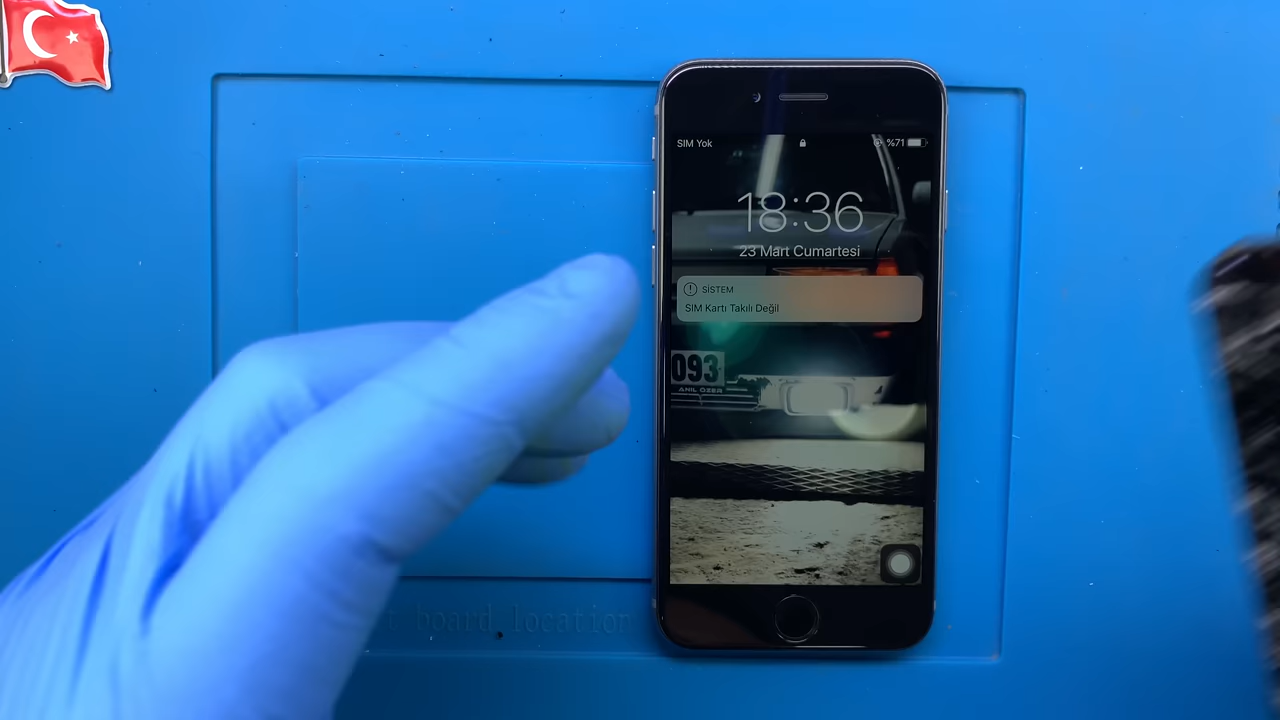 SIM Yok
%71
18:36
23 Mart Cumartesi
SİSTEM
SIM Kartı Takılı Değil
093
ANIL ÖZER
board location